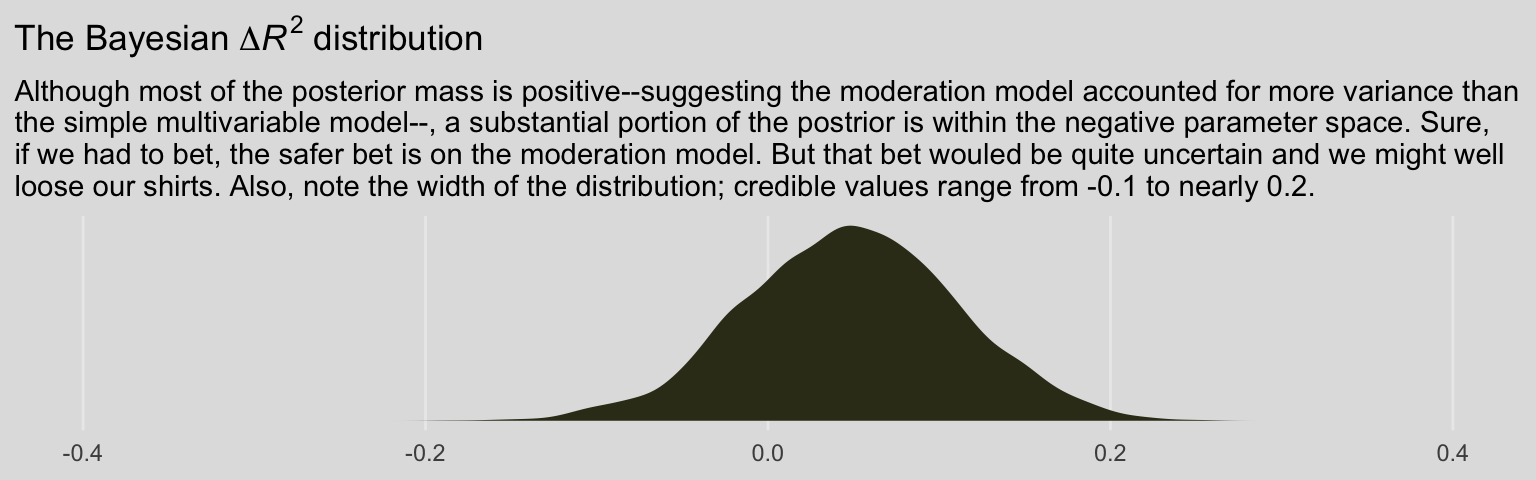 The Bayesian ΔR² distribution
Although most of the posterior mass is positive--suggesting the moderation model accounted for more variance than
the simple multivariable model--, a substantial portion of the postrior is within the negative parameter space. Sure,
if we had to bet, the safer bet is on the moderation model. But that bet wouled be quite uncertain and we might well
loose our shirts. Also, note the width of the distribution; credible values range from -0.1 to nearly 0.2.
-0.4 -0.2 0.0 0.2 0.4